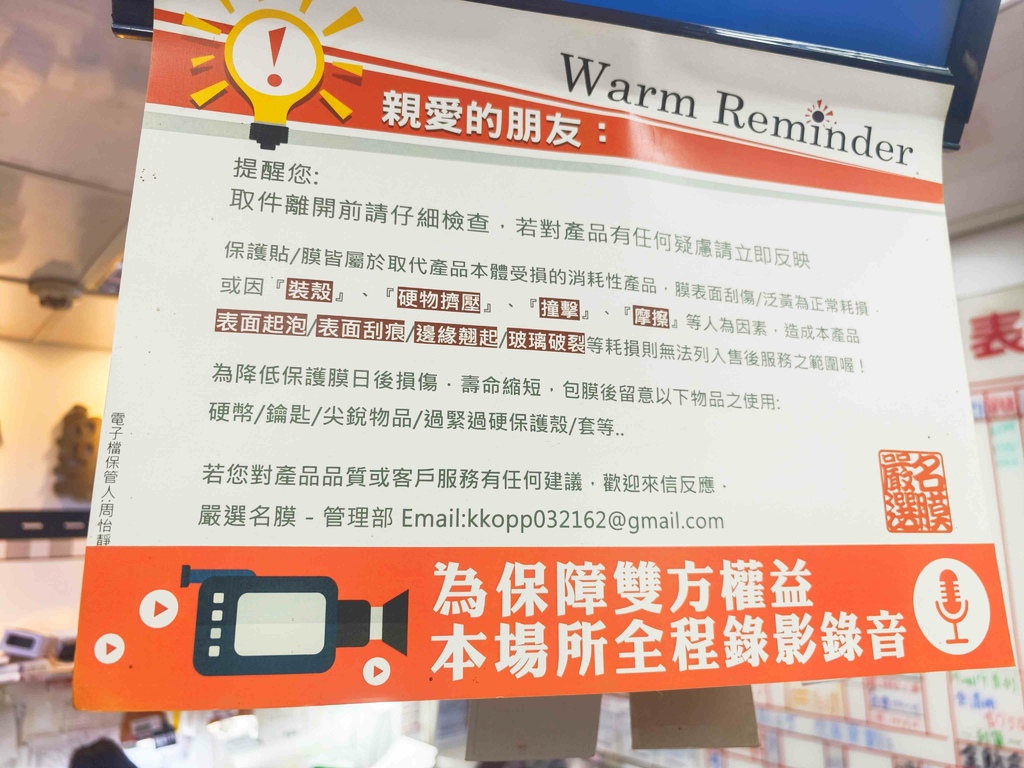 Warm Reminder
親愛的朋友：
提醒您:
取件離開前請仔細檢查，若對產品有任何疑慮請立即反映
保護貼/膜皆屬於取代產品本體受損的消耗性產品，膜表面刮傷/泛黃為正常耗損．
或因『裝殼』、『硬物擠壓』、『撞擊』、『摩擦』等人為因素，造成本產品
表面起泡/表面刮痕/邊緣翹起/玻璃破裂等耗損則無法列入售後服務之範圍喔！
為降低保護膜日後損傷．壽命縮短，包膜後留意以下物品之使用:
硬幣/鑰匙/尖銳物品/過緊過硬保護殼/套等..
若您對產品品質或客戶服務有任何建議，歡迎來信反應．
嚴選名膜 - 管理部 Email:kkopp032162@gmail.com
嚴選名膜
電子檔保管人:周怡靜
為保障雙方權益
本場所全程錄影錄音
表